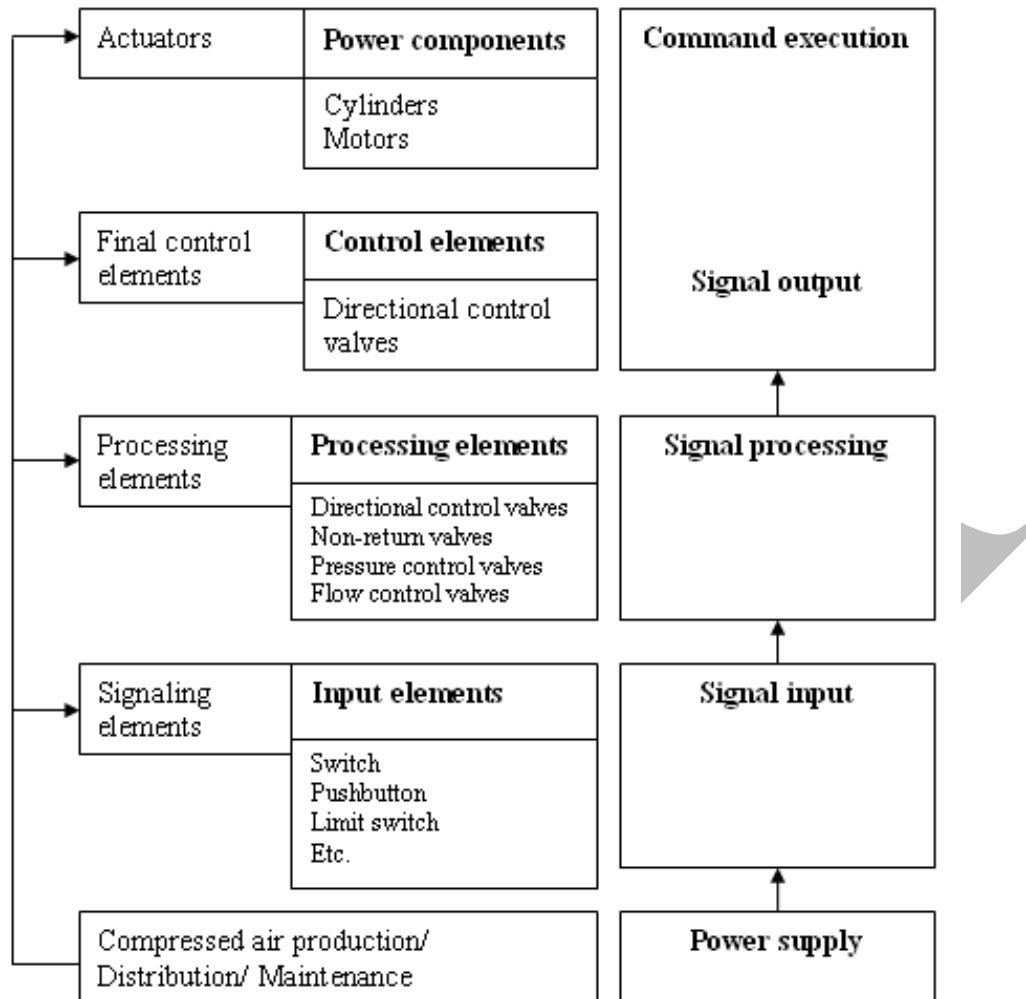 Actuators
Power components
Cylinders
Motors
Command execution
Final control
elements
Control elements
Directional control
valves
Signal output
Processing
elements
Processing elements
Directional control valves
Non-return valves
Pressure control valves
Flow control valves
Signal processing
Signaling
elements
Input elements
Switch
Pushbutton
Limit switch
Etc.
Signal input
Compressed air production/
Distribution/ Maintenance
Power supply